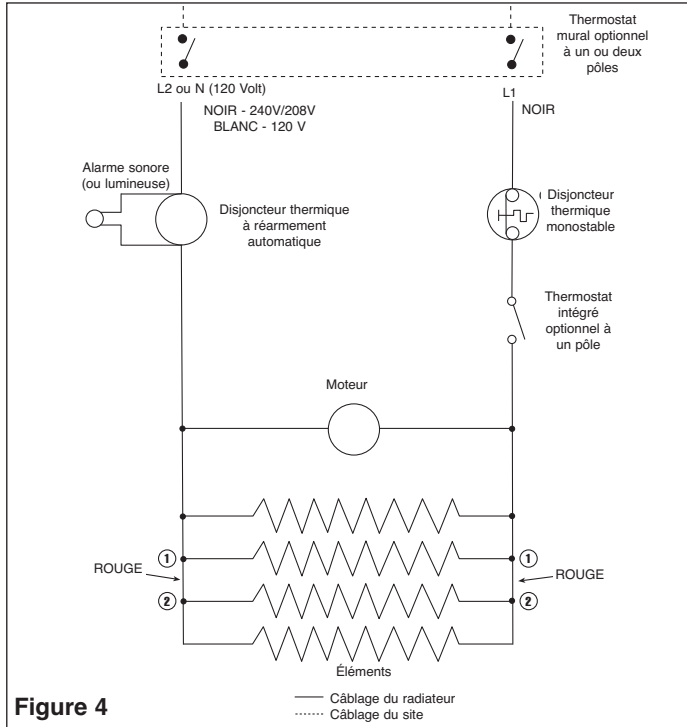 Thermostat
mural optionnel
à un ou deux
pôles
L2 ou N (120 Volt)
L1
NOIR - 240V/208V
BLANC - 120 V
NOIR
Alarme sonore
(ou lumineuse)
Disjoncteur thermique
à réarmement
automatique
Disjoncteur
thermique
monostable
Thermostat
intégré
optionnel à
un pôle
Moteur
1
1
ROUGE
ROUGE
2
2
Éléments
Figure 4
Câblage du radiateur
Câblage du site